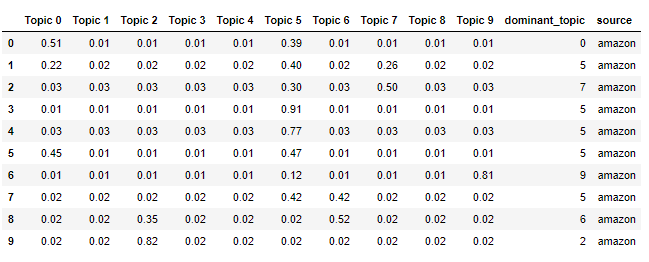 Topic 0 Topic 1 Topic 2 Topic 3 Topic 4 Topic 5 Topic 6 Topic 7 Topic 8 Topic 9 dominant_topic source
0 0.51 0.01 0.01 0.01 0.01 0.39 0.01 0.01 0.01 0.01 0 amazon
1 0.22 0.02 0.02 0.02 0.02 0.40 0.02 0.26 0.02 0.02 5 amazon
2 0.03 0.03 0.03 0.03 0.03 0.30 0.03 0.50 0.03 0.03 7 amazon
3 0.01 0.01 0.01 0.01 0.01 0.91 0.01 0.01 0.01 0.01 5 amazon
4 0.03 0.03 0.03 0.03 0.03 0.77 0.03 0.03 0.03 0.03 5 amazon
5 0.45 0.01 0.01 0.01 0.01 0.47 0.01 0.01 0.01 0.01 5 amazon
6 0.01 0.01 0.01 0.01 0.01 0.12 0.01 0.01 0.01 0.81 9 amazon
7 0.02 0.02 0.02 0.02 0.02 0.42 0.42 0.02 0.02 0.02 5 amazon
8 0.02 0.02 0.35 0.02 0.02 0.02 0.52 0.02 0.02 0.02 6 amazon
9 0.02 0.02 0.82 0.02 0.02 0.02 0.02 0.02 0.02 0.02 2 amazon